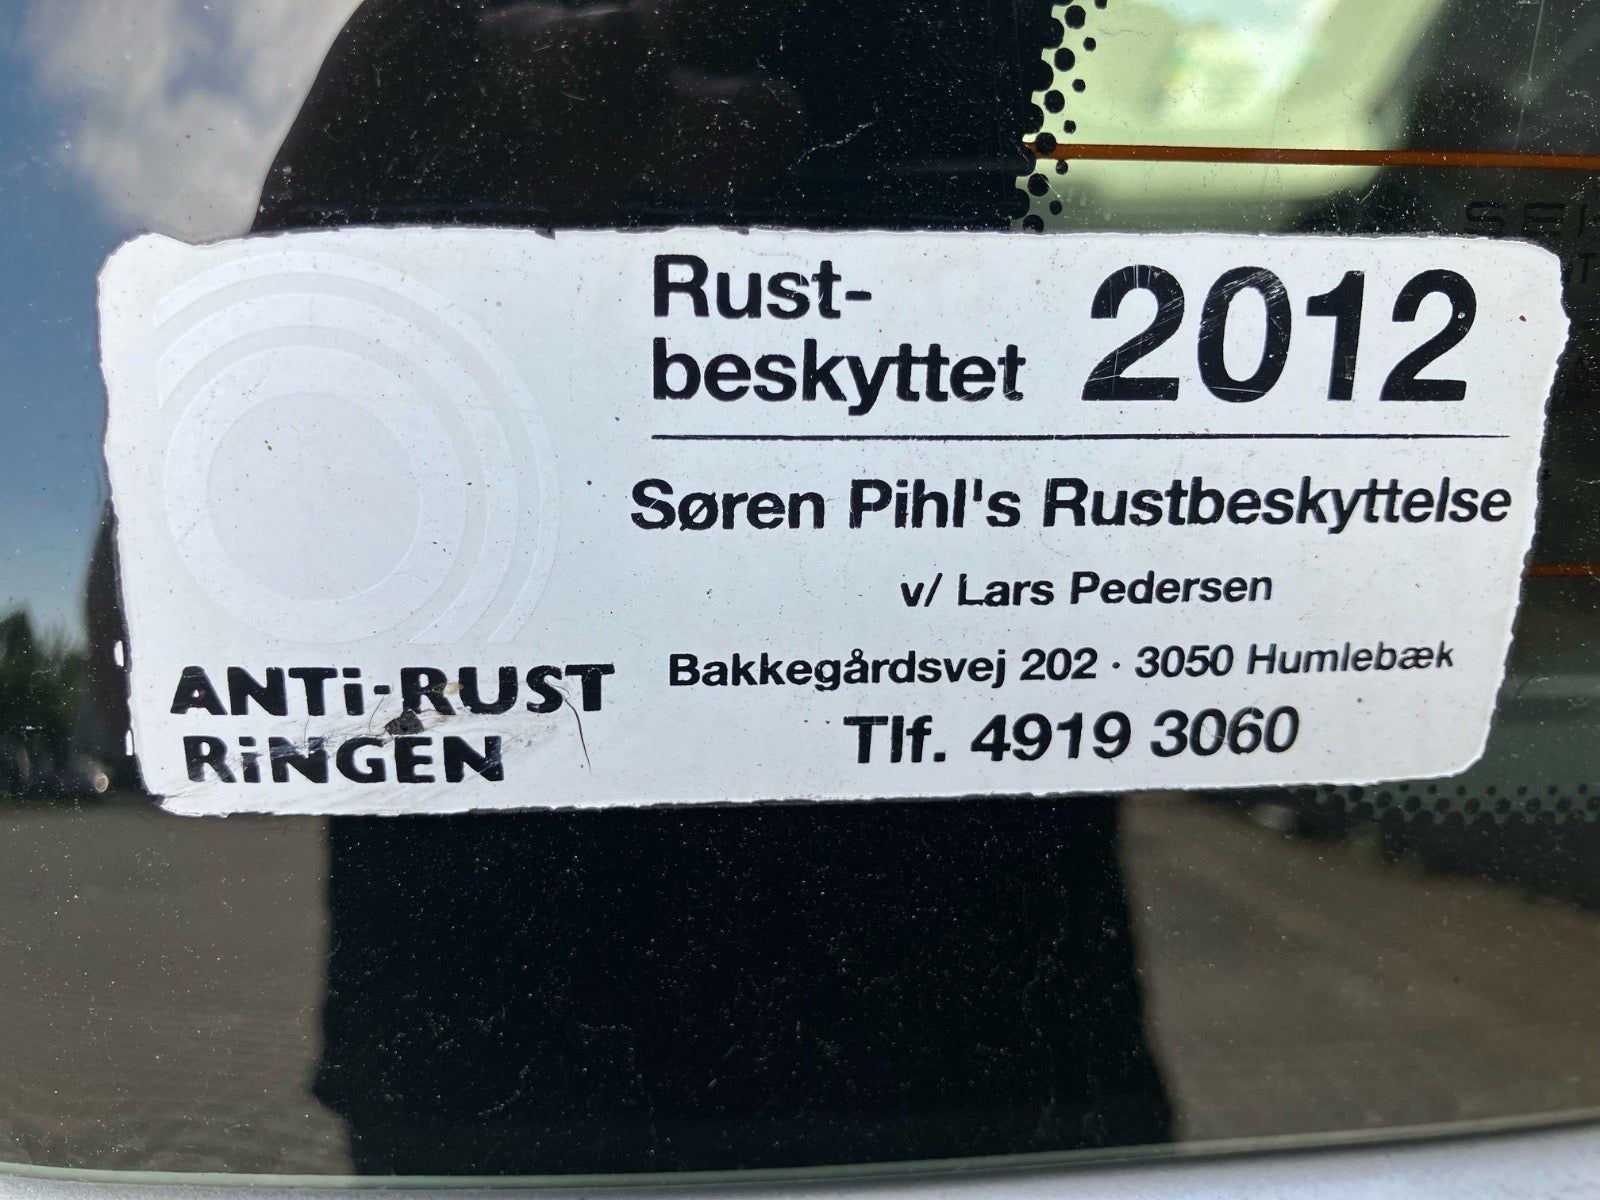 Rust-
beskyttet 2012
Søren Pihl's Rustbeskyttelse
v/ Lars Pedersen
Bakkegårdsvej 202 · 3050 Humlebæk
Tlf. 4919 3060
ANTi-RUST
RiNGEN